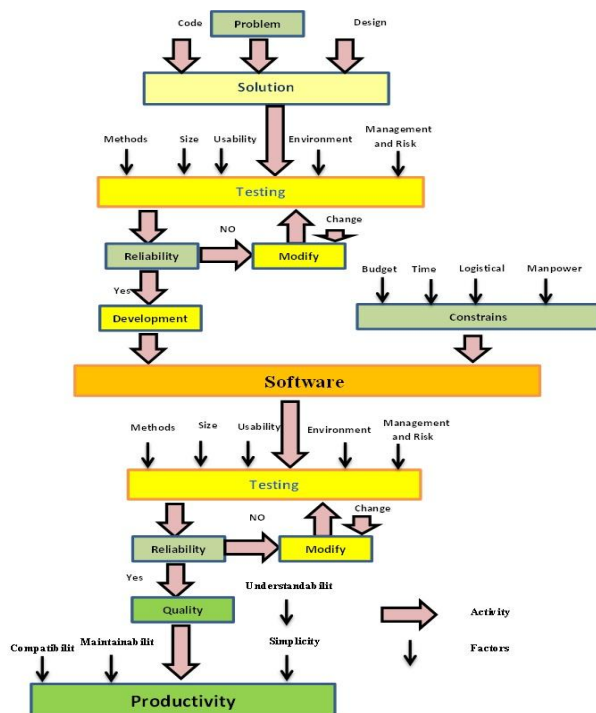 Code
Problem
Design
Solution
Methods
Size
Usability
Environment
Management
and Risk
Testing
NO
Change
Reliability
Modify
Yes
Budget
Time
Logistical
Manpower
Development
Constrains
Software
Methods
Size
Usability
Environment
Management
and Risk
Testing
NO
Change
Reliability
Modify
Yes
Understandabilit
Quality
Activity
Compatibilit
Maintainabilit
Simplicity
Factors
Productivity